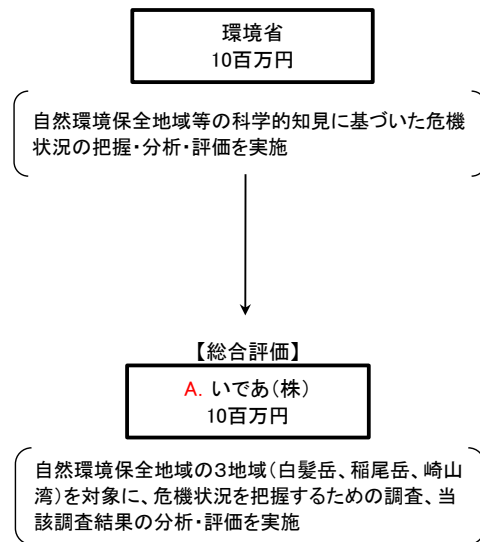 環境省
10百万円
自然環境保全地域等の科学的知見に基づいた危機
状況の把握・分析・評価を実施
【総合評価】
A. いであ(株)
10百万円
自然環境保全地域の3地域(白髪岳、稲尾岳、崎山
湾)を対象に、危機状況を把握するための調査、当
該調査結果の分析・評価を実施